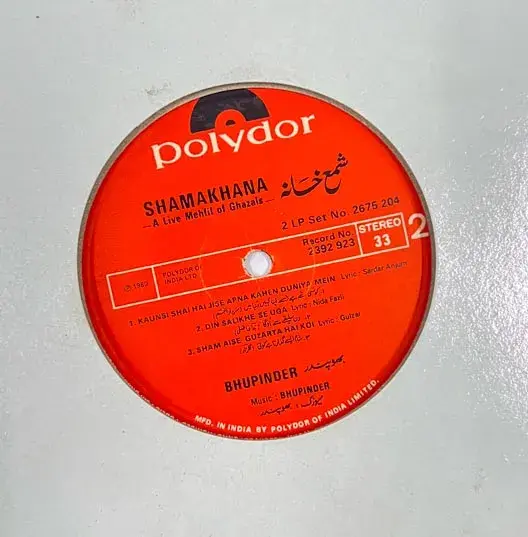 polydor
SHAMAKHANA شمع خانہ
—A Live Mehfil of Ghazals—
2 LP Set No. 2675 204
Record No. 2392 923
STEREO 33
2
POLYDOR OF INDIA LTD.
1. KAUNSI SHAI HAI JISE APNA KAHEN DUNIYA MEIN Lyric: Sardar Anjum
2. DIN SALIKHE SE UGA Lyric: Nida Fazli
3. SHAM AISE GUZARTA HAI KOI Lyric: Gulzar
BHUPINDER بھوپندر
Music: BHUPINDER
میوزک: بھوپندر
MFD. IN INDIA BY POLYDOR OF INDIA LIMITED.